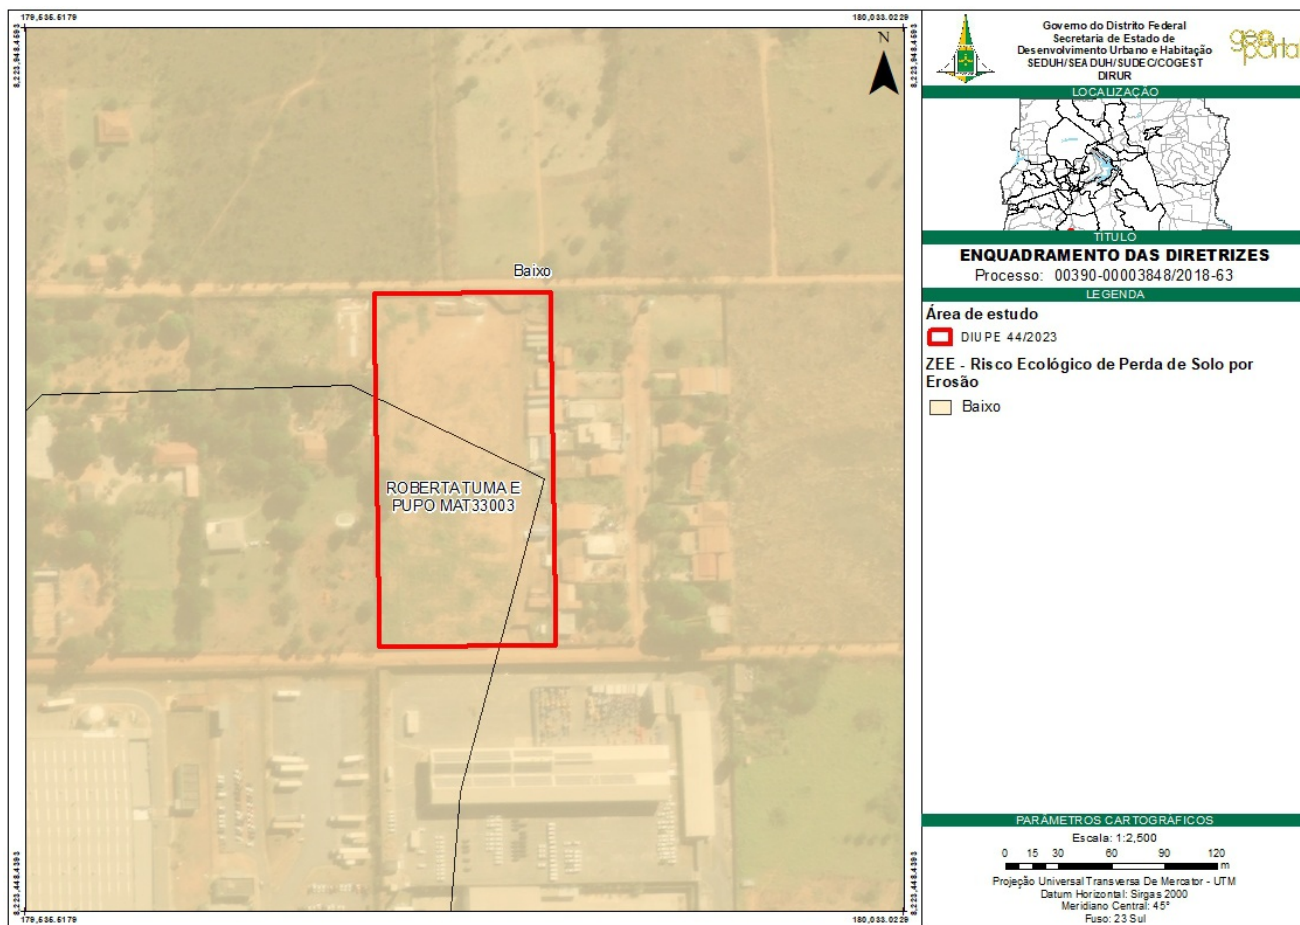 179,535.5179
180,033.0229
8,223,948.4593
8,223,948.4593
N
Baixo
ROBERTA TUMA E
PUPO MAT33003
8,223,448.4393
8,223,448.4393
179,535.5179
180,033.0229
Governo do Distrito Federal
Secretaria de Estado de
Desenvolvimento Urbano e Habitação
SEDUH/SEADUH/SUDEC/COGEST
DIRUR
geo
portal
LOCALIZAÇÃO
TÍTULO
ENQUADRAMENTO DAS DIRETRIZES
Processo: 00390-00003848/2018-63
LEGENDA
Área de estudo
DIUPE 44/2023
ZEE - Risco Ecológico de Perda de Solo por
Erosão
Baixo
PARÂMETROS CARTOGRÁFICOS
Escala: 1:2,500
0 15 30 60 90 120
m
Projeção Universal Transversa De Mercator - UTM
Datum Horizontal: Sirgas 2000
Meridiano Central: 45°
Fuso: 23 Sul